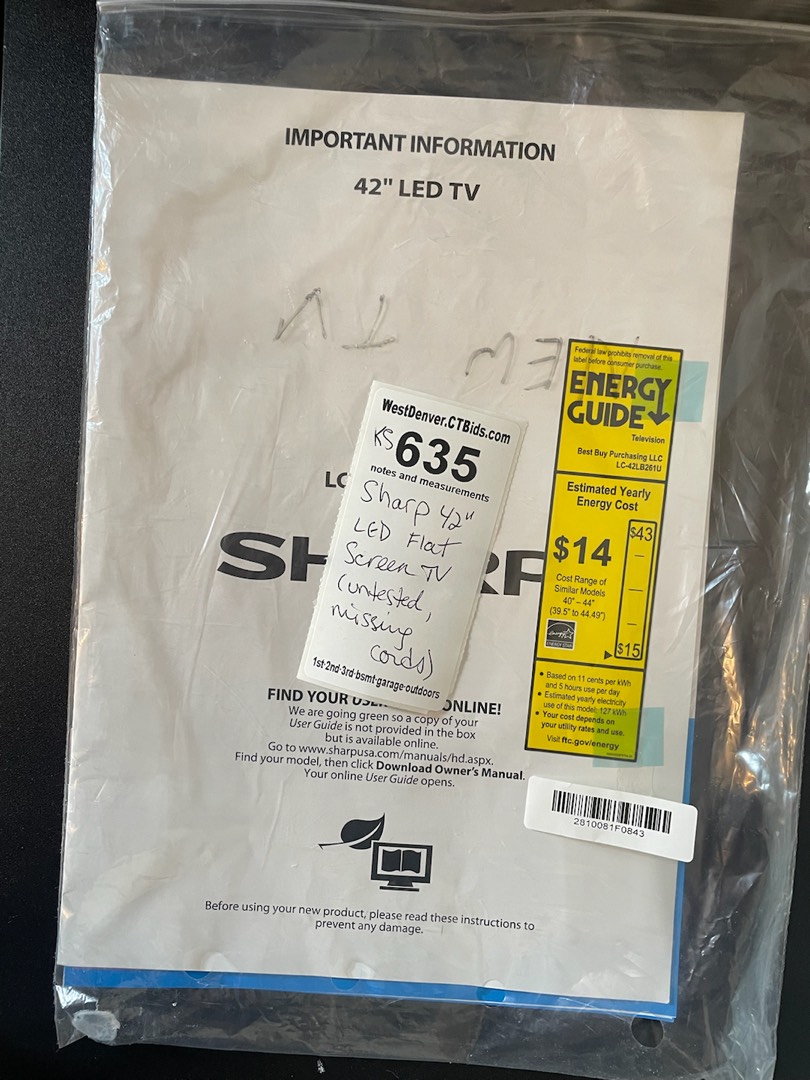 IMPORTANT INFORMATION
42" LED TV
NEW TV
WestDenver.CTBids.com
KS 635
notes and measurements
Sharp 42"
LED Flat
Screen TV
(untested,
missing
cords)
1st-2nd-3rd-bsmt-garage-outdoors
Federal law prohibits removal of this
label before consumer purchase.
ENERGY
GUIDE
Television
Best Buy Purchasing LLC
LC-42LB261U
Estimated Yearly
Energy Cost
$14
$43
$15
Cost Range of
Similar Models
40" – 44"
(39.5" to 44.49")
ENERGY STAR
• Based on 11 cents per kWh
and 5 hours use per day
• Estimated yearly electricity
use of this model: 127 kWh
• Your cost depends on
your utility rates and use.
Visit ftc.gov/energy
LC
SH RP
FIND YOUR USER ONLINE!
We are going green so a copy of your
User Guide is not provided in the box
but is available online.
Go to www.sharpusa.com/manuals/hd.aspx.
Find your model, then click Download Owner's Manual.
Your online User Guide opens.
2810081F0843
Before using your new product, please read these instructions to
prevent any damage.